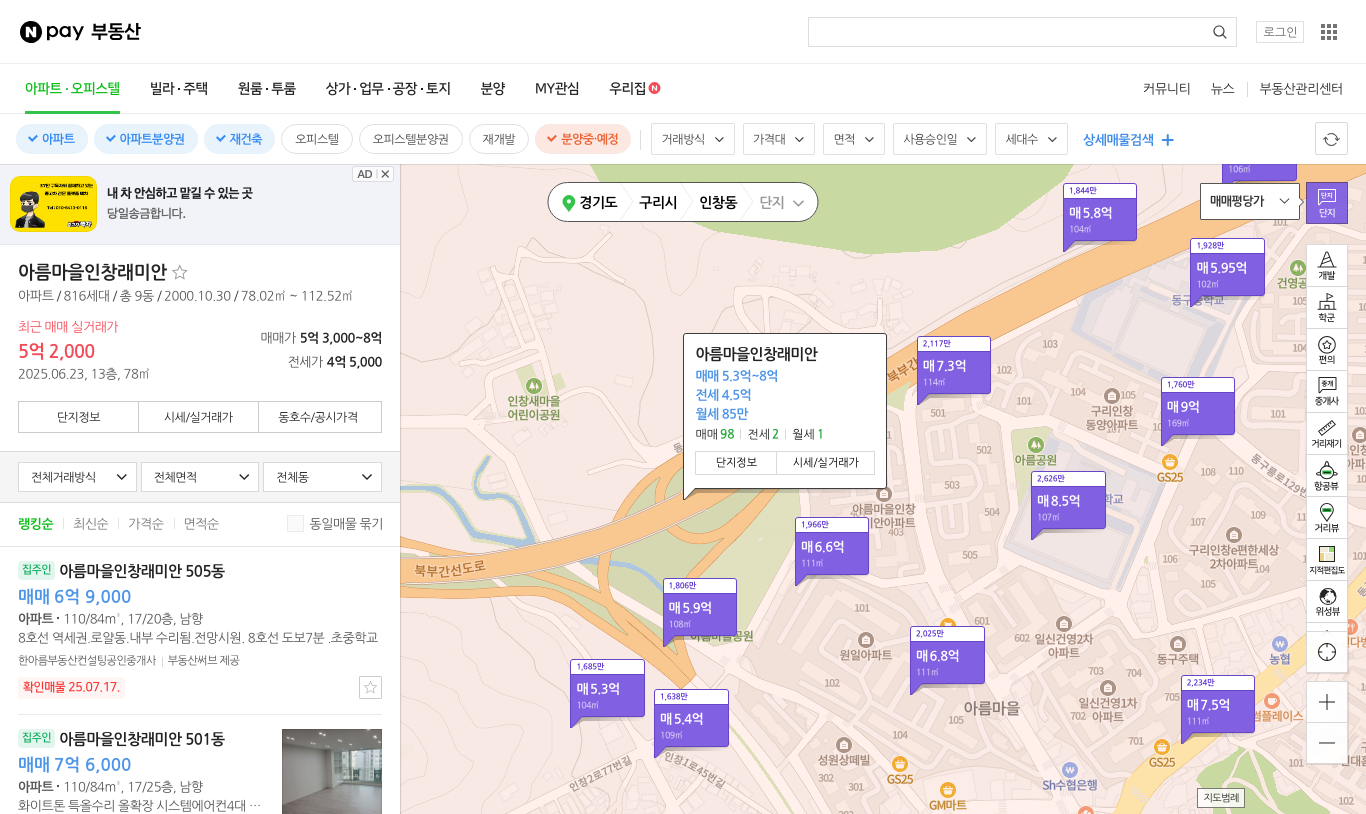 N pay 부동산
로그인
아파트·오피스텔
빌라·주택
원룸·투룸
상가·업무·공장·토지
분양
MY관심
우리집 N
커뮤니티
뉴스
부동산관리센터
아파트
아파트분양권
재건축
오피스텔
오피스텔분양권
재개발
분양중·예정
거래방식
가격대
면적
사용승인일
세대수
상세매물검색 +
AD
내 차 안심하고 맡길 수 있는 곳
당일송금합니다.
아름마을인창래미안
아파트 / 816세대 / 총 9동 / 2000.10.30 / 78.02㎡ ~ 112.52㎡
최근 매매 실거래가
5억 2,000
2025.06.23, 13층, 78㎡
매매가 5억 3,000~8억
전세가 4억 5,000
단지정보
시세/실거래가
동호수/공시가격
전체거래방식
전체면적
전체동
랭킹순
최신순
가격순
면적순
동일매물 묶기
집주인 아름마을인창래미안 505동
매매 6억 9,000
아파트 · 110/84m², 17/20층, 남향
8호선 역세권.로얄동.내부 수리됨.전망시원. 8호선 도보7분 .초중학교
한아름부동산컨설팅공인중개사 | 부동산써브 제공
확인매물 25.07.17.
집주인 아름마을인창래미안 501동
매매 7억 6,000
아파트 · 110/84m², 17/25층, 남향
화이트톤 특올수리 올확장 시스템에어컨4대 …
경기도
구리시
인창동
단지
매매평당가
단지
단지
106㎡
1,844만
매5.8억
104㎡
1,928만
매5.95억
102㎡
건영공
개발
학군
편의
중개
중개사
거리재기
항공뷰
거리뷰
지적편집도
위성뷰
아름마을인창래미안
매매 5.3억~8억
전세 4.5억
월세 85만
매매 98
전세 2
월세 1
단지정보
시세/실거래가
인창새마을
어린이공원
북부간
2,117만
매7.3억
114㎡
103
102
105
101
1,760만
매9억
169㎡
구리인창
동양아파트
501
502
503
504
505
아름공원
GS25
동구릉로129번
2,626만
매8.5억
107㎡
학교
아름마을인창
1,966만
매6.6억
111㎡
구리인창e편한세상
2차아파트
107
108
109
106
105
북부간선도로
1,806만
매5.9억
108㎡
아름마을공원
101
102
원일아파트
601
602
일신건영2차
아파트
2,025만
매6.8억
111㎡
동구주택
농협
1,685만
매5.3억
104㎡
1,638만
매5.4억
109㎡
아름마을
105
104
703
704
일신건영1차
아파트
702
701
2,234만
매7.5억
111㎡
썸플레이스
성원상떼빌
302
301
GS25
GM마트
Sh수협은행
GS25
인창2로77번길
인창1로45번길
지도범례